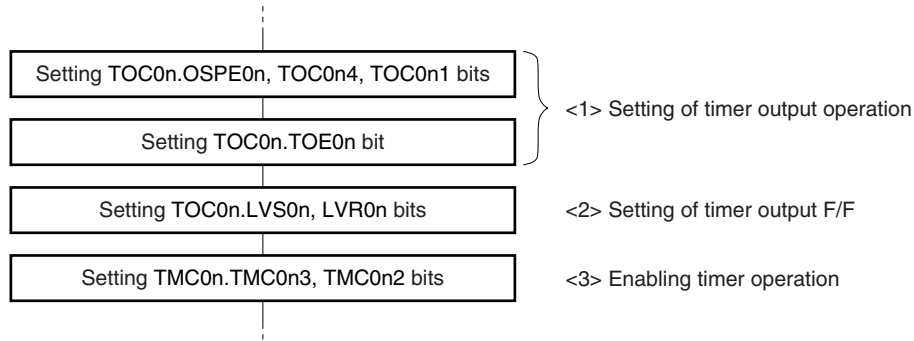 Setting TOC0n.OSPE0n, TOC0n4, TOC0n1 bits
<1> Setting of timer output operation
Setting TOC0n.TOE0n bit
Setting TOC0n.LVS0n, LVR0n bits
<2> Setting of timer output F/F
Setting TMC0n.TMC0n3, TMC0n2 bits
<3> Enabling timer operation